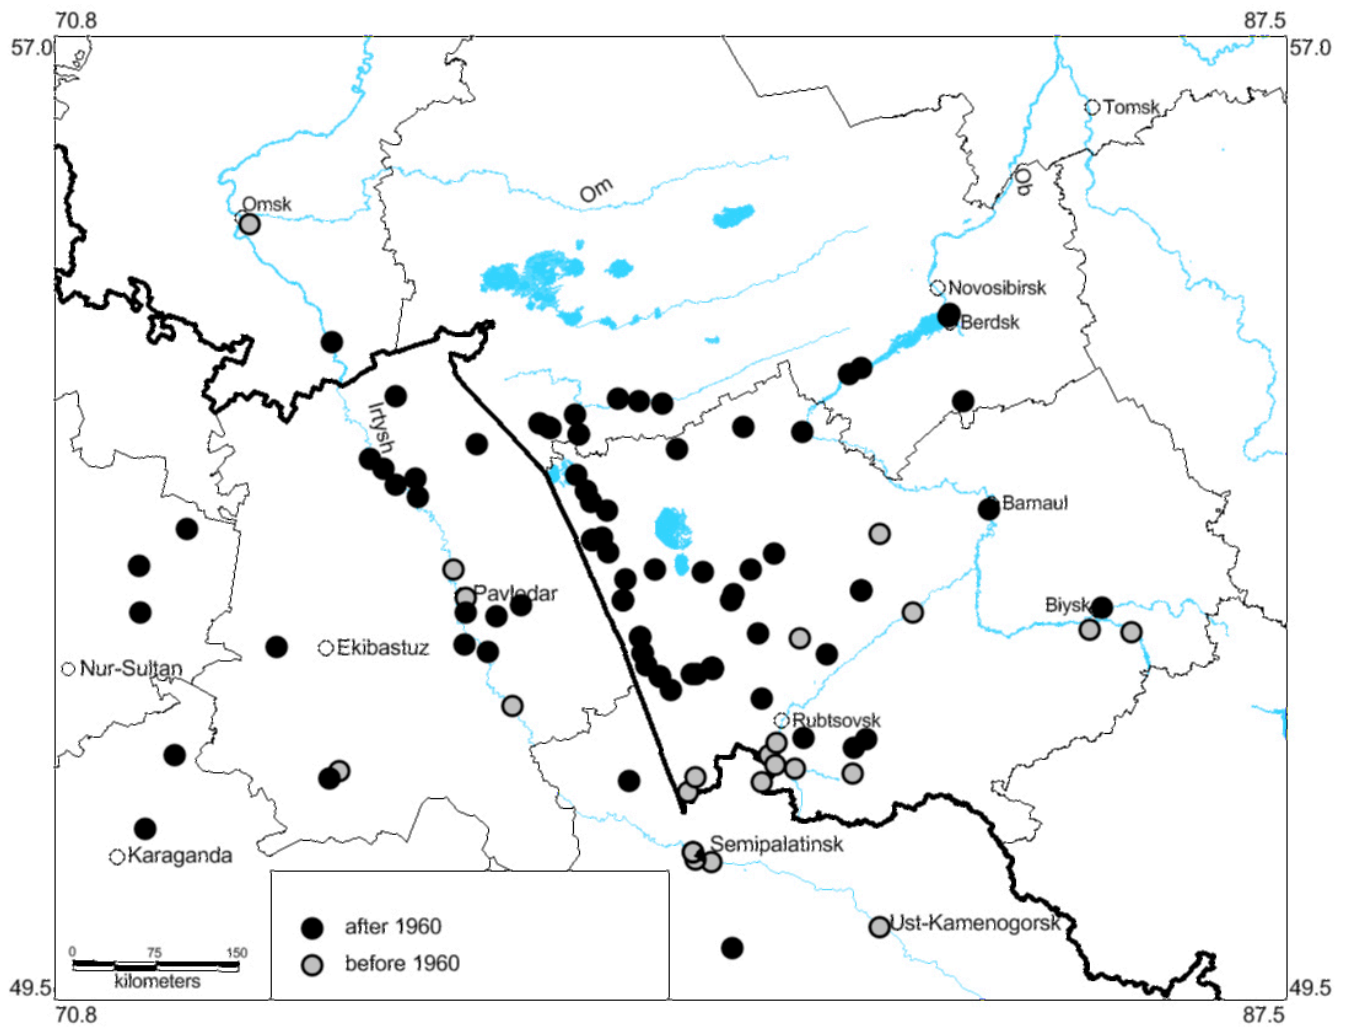 70.8
87.5
57.0
57.0
Tomsk
Om
Ob
Omsk
Novosibirsk
Berdsk
Irtysh
Barnaul
Pavlodar
Biysk
Ekibastuz
Nur-Sultan
Rubtsovsk
Semipalatinsk
Karaganda
Ust-Kamenogorsk
after 1960
before 1960
0 75 150
kilometers
49.5
49.5
70.8
87.5